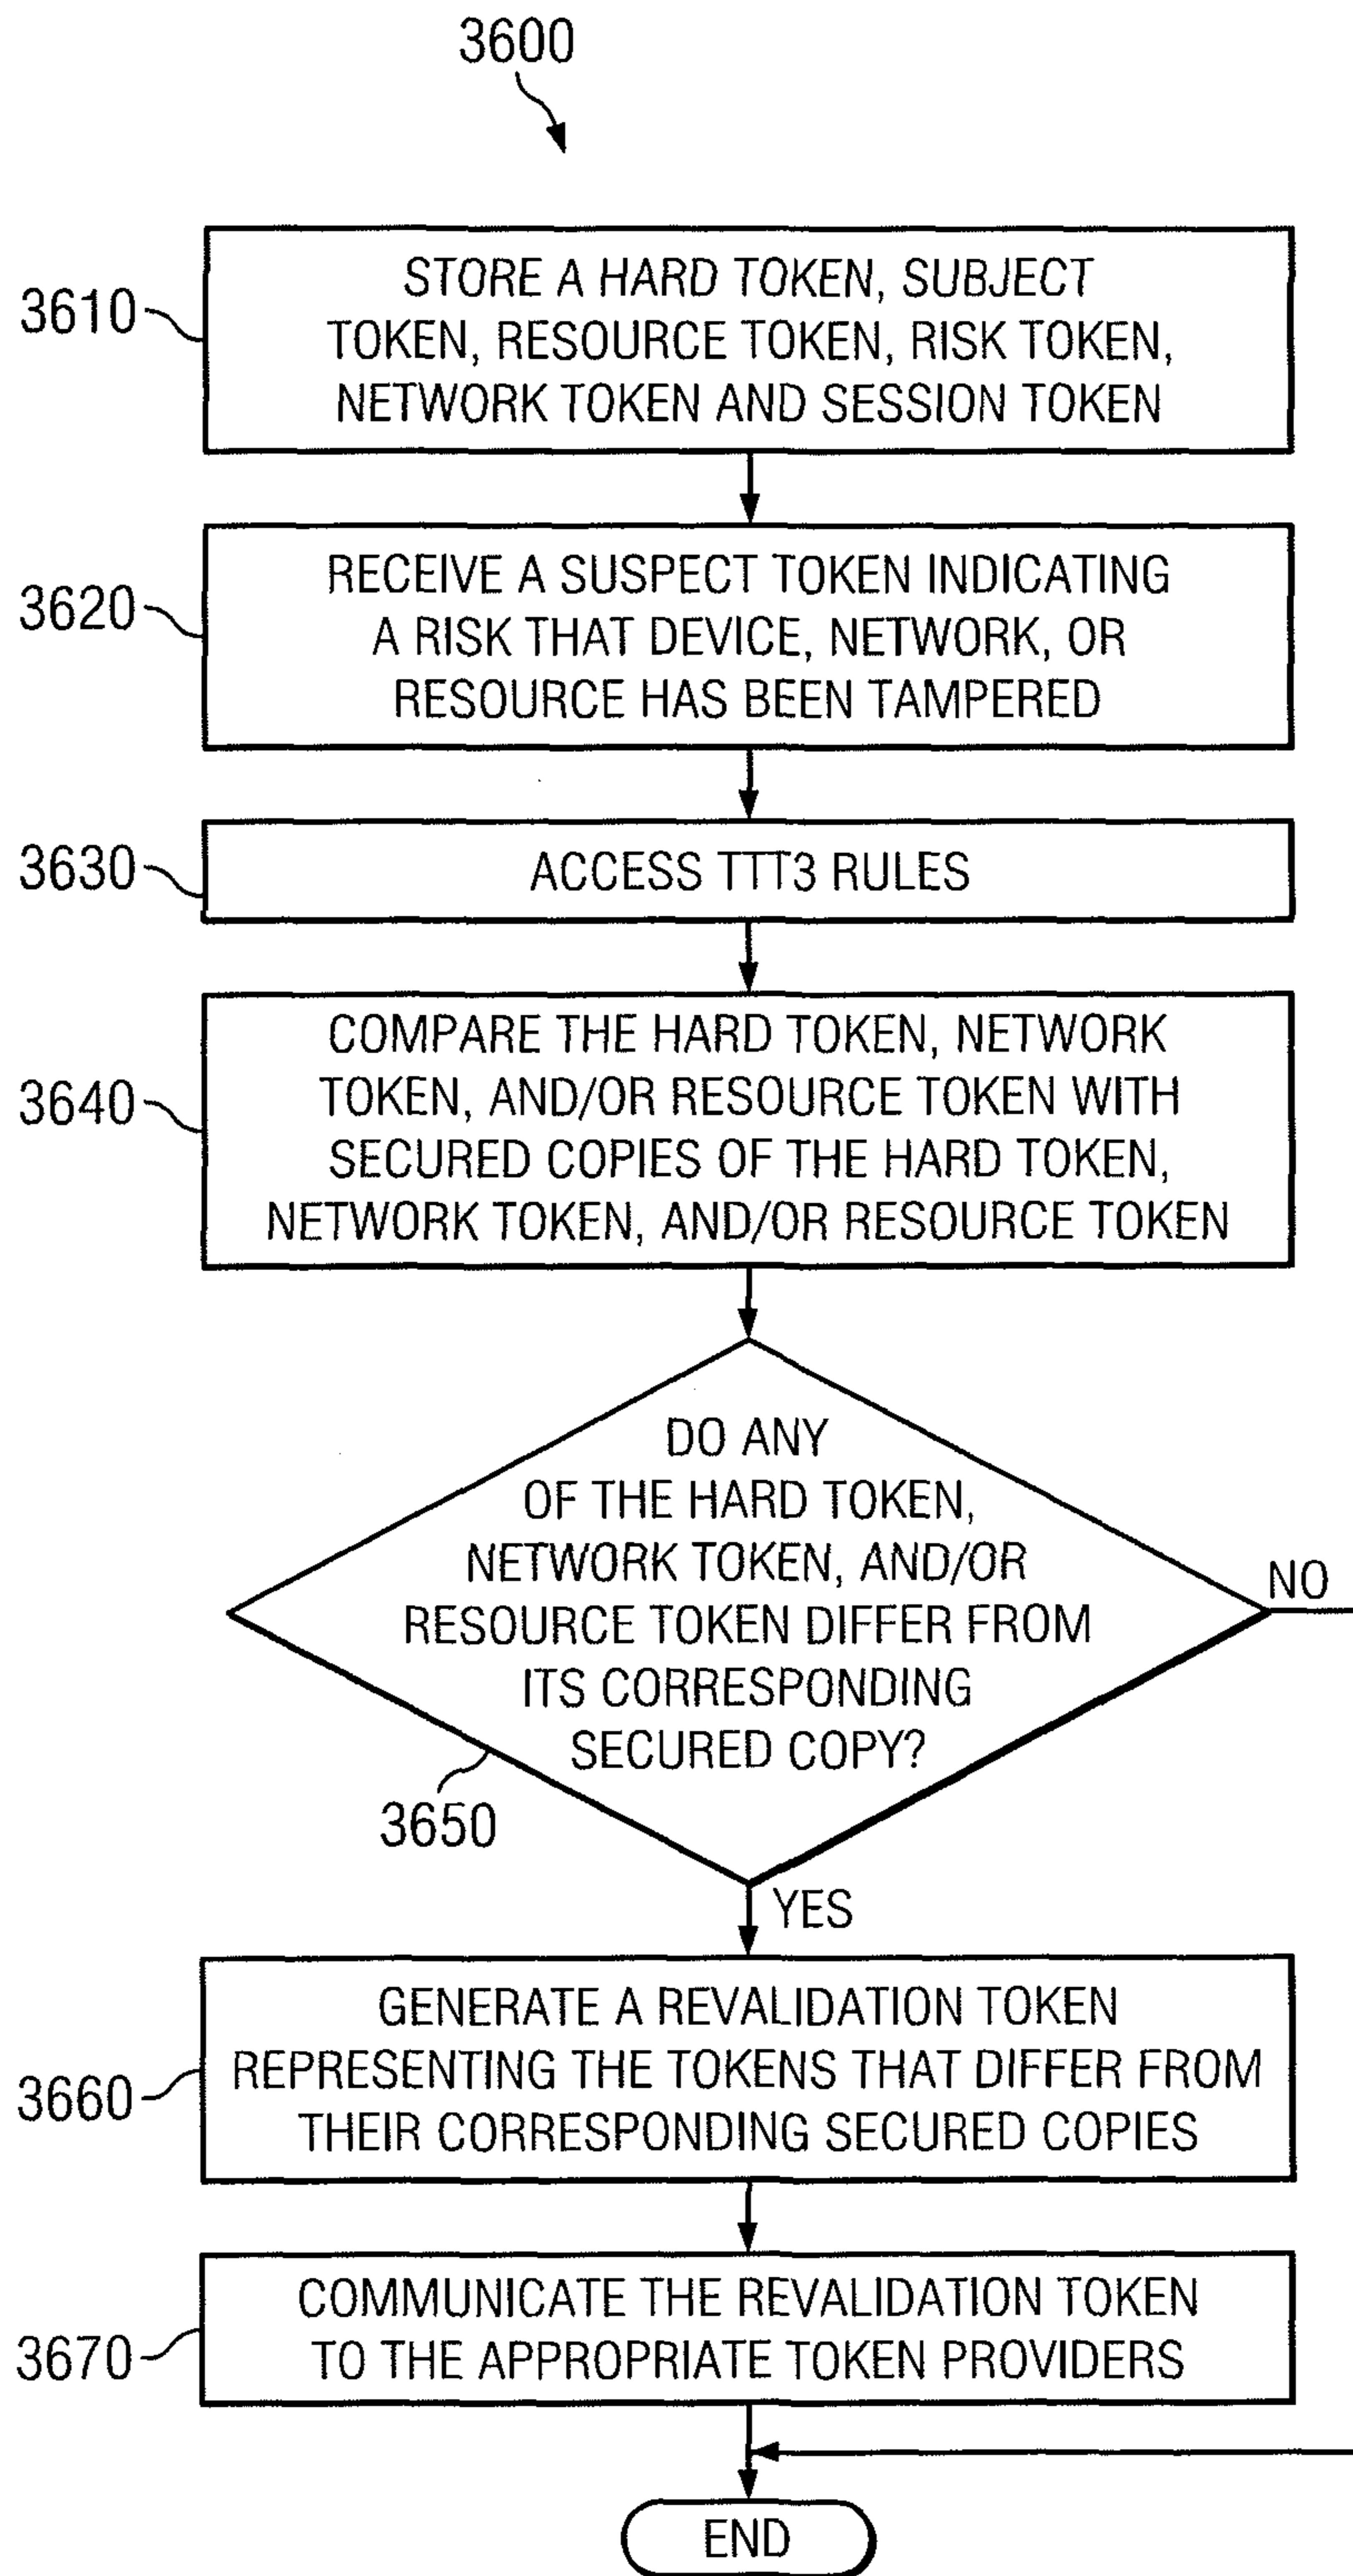 3600
3610
STORE A HARD TOKEN, SUBJECT
TOKEN, RESOURCE TOKEN, RISK TOKEN,
NETWORK TOKEN AND SESSION TOKEN
3620
RECEIVE A SUSPECT TOKEN INDICATING
A RISK THAT DEVICE, NETWORK, OR
RESOURCE HAS BEEN TAMPERED
3630
ACCESS TTT3 RULES
3640
COMPARE THE HARD TOKEN, NETWORK
TOKEN, AND/OR RESOURCE TOKEN WITH
SECURED COPIES OF THE HARD TOKEN,
NETWORK TOKEN, AND/OR RESOURCE TOKEN
DO ANY
OF THE HARD TOKEN,
NETWORK TOKEN, AND/OR
RESOURCE TOKEN DIFFER FROM
ITS CORRESPONDING
SECURED COPY?
NO
3650
YES
3660
GENERATE A REVALIDATION TOKEN
REPRESENTING THE TOKENS THAT DIFFER FROM
THEIR CORRESPONDING SECURED COPIES
3670
COMMUNICATE THE REVALIDATION TOKEN
TO THE APPROPRIATE TOKEN PROVIDERS
END